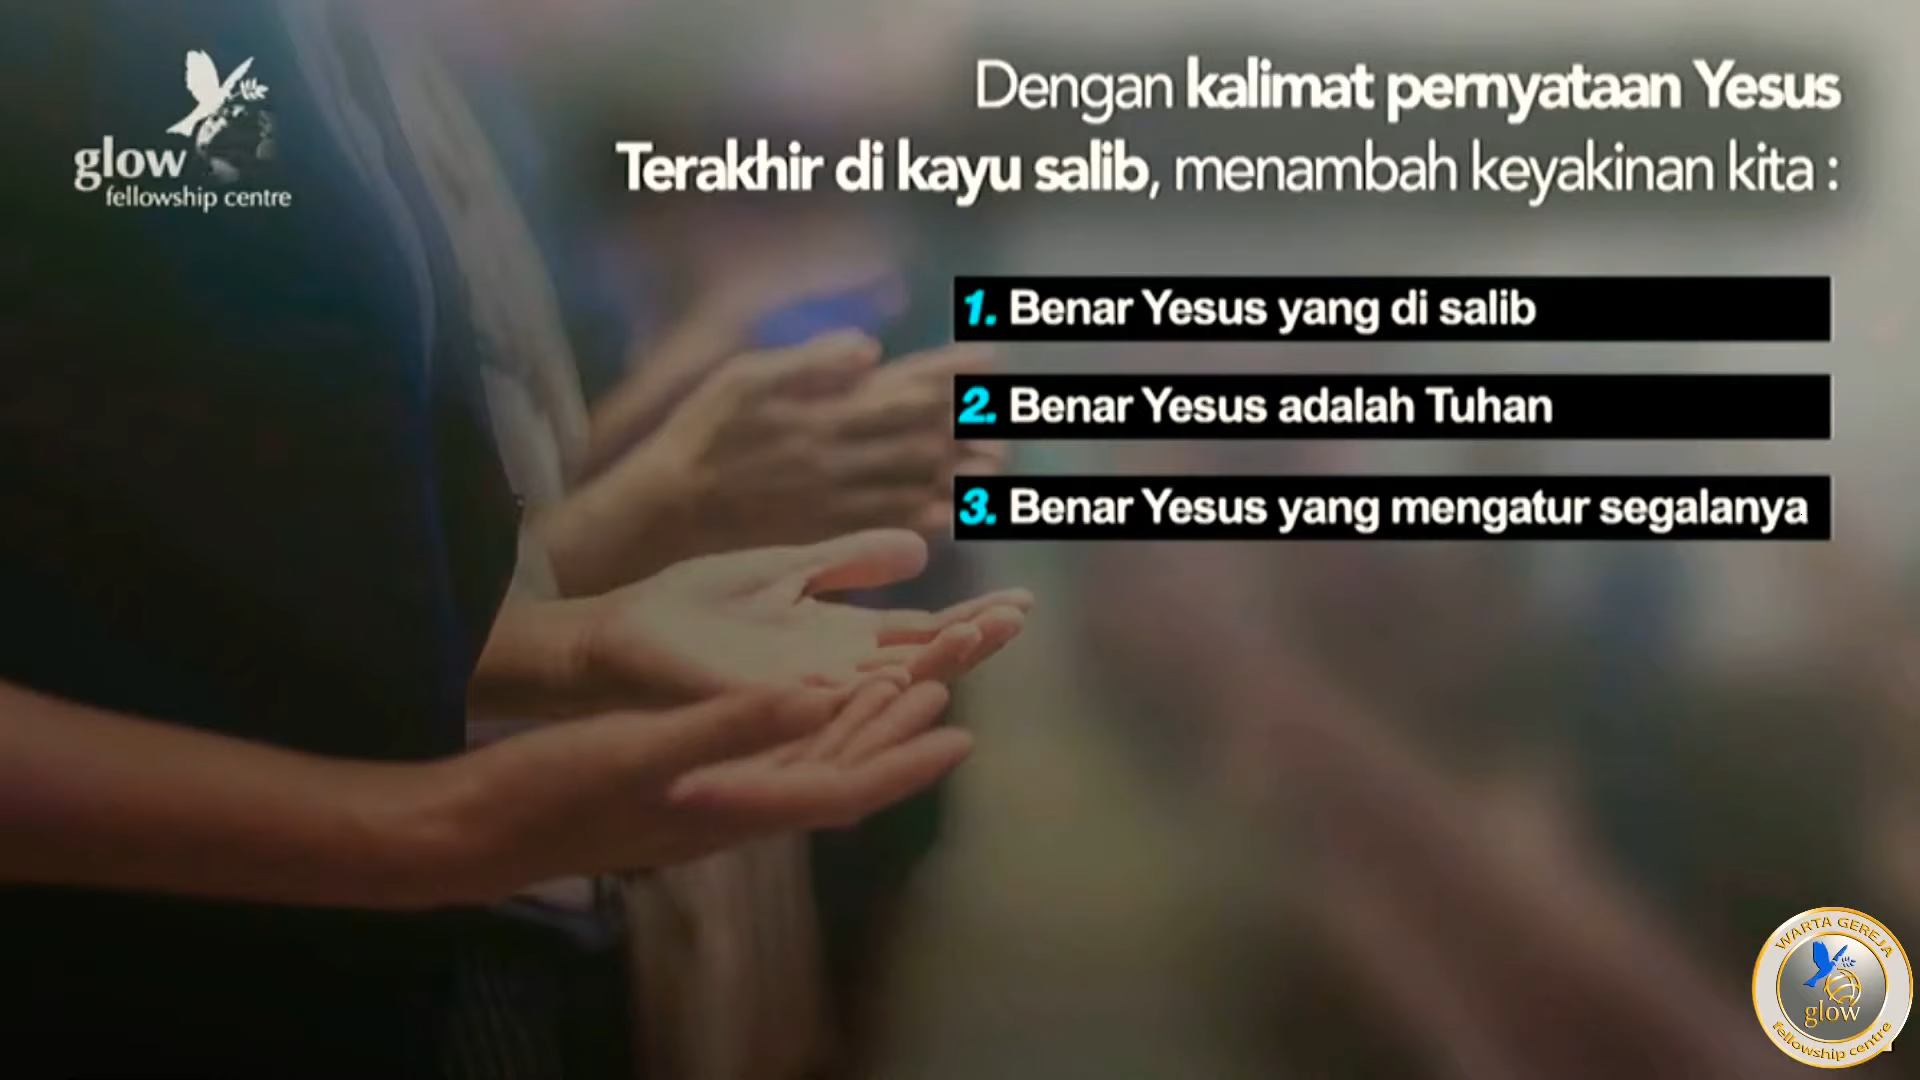 glow
fellowship centre
Dengan kalimat pernyataan Yesus
Terakhir di kayu salib, menambah keyakinan kita :
1. Benar Yesus yang di salib
2. Benar Yesus adalah Tuhan
3. Benar Yesus yang mengatur segalanya
WARTA GEREJA
glow
fellowship centre